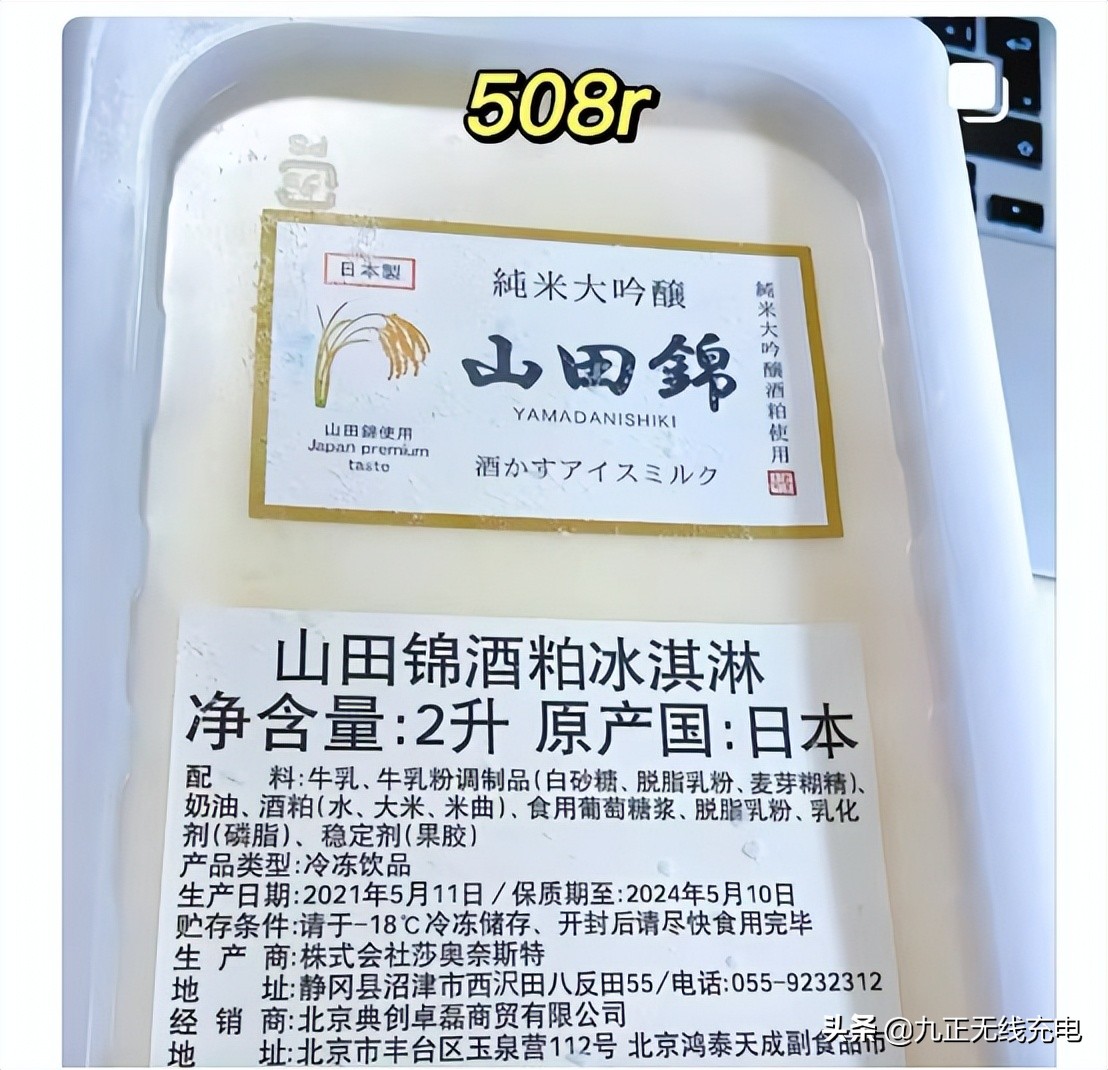 508r
PS
日本製
純米大吟醸
山田錦
YAMADANISHIKI
酒かすアイスミルク
山田錦使用
Japan premium
taste
純米大吟醸酒粕使用
山田锦酒粕冰淇淋
净含量:2升 原产国:日本
配 料:牛乳、牛乳粉调制品(白砂糖、脱脂乳粉、麦芽糊精)、
奶油、酒粕(水、大米、米曲)、食用葡萄糖浆、脱脂乳粉、乳化
剂(磷脂)、稳定剂(果胶)
产品类型:冷冻饮品
生产日期:2021年5月11日/保质期至:2024年5月10日
贮存条件:请于-18℃冷冻储存、开封后请尽快食用完毕
生 产 商:株式会社莎奥奈斯特
地 址:静冈县沼津市西沢田八反田55/电话:055-9232312
经 销 商:北京典创卓磊商贸有限公司
地 址:北京市丰台区玉泉营112号 北京鸿泰天成副食品市
头条 @九正无线充电